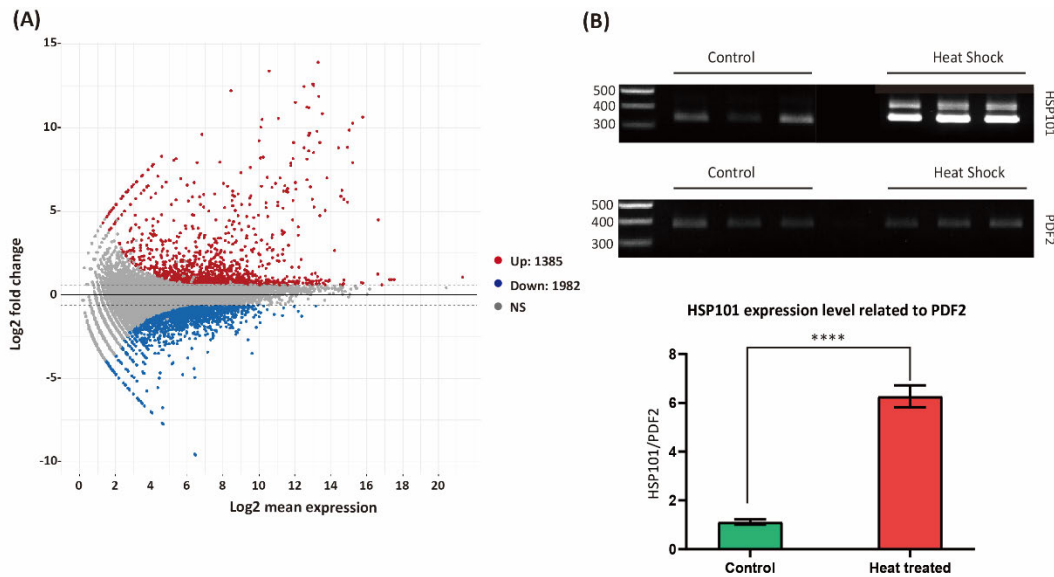 (A)
15
10
5
0
-5
-10
Log2 fold change
0 2 4 6 8 10 12 14 16 18 20
Log2 mean expression
Up: 1385
Down: 1982
NS
(B)
Control Heat Shock
500
400
300
HSP101
Control Heat Shock
500
400
300
PDF2
HSP101 expression level related to PDF2
****
8
6
4
2
0
HSP101/PDF2
Control Heat treated